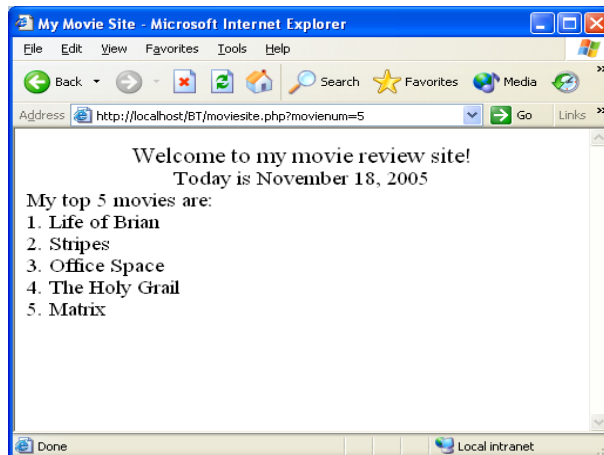 My Movie Site - Microsoft Internet Explorer
File Edit View Favorites Tools Help
Back Search Favorites Media »
Address http://localhost/BT/moviesite.php?movienum=5 Go Links »
Welcome to my movie review site!
Today is November 18, 2005
My top 5 movies are:
1. Life of Brian
2. Stripes
3. Office Space
4. The Holy Grail
5. Matrix
Done Local intranet